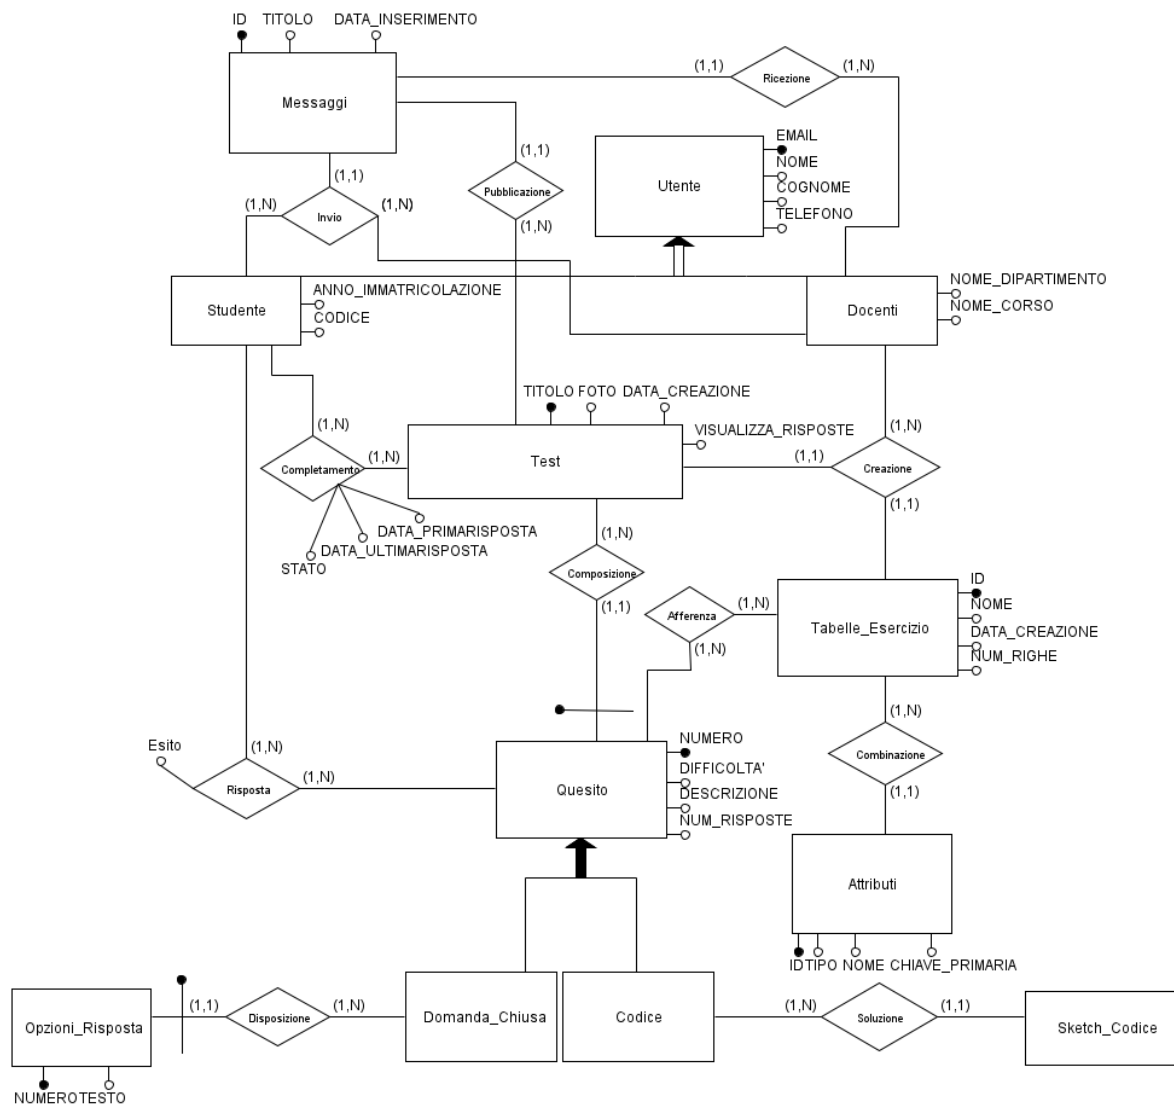 ID TITOLO DATA_INSERIMENTO
Messaggi
(1,1)
Ricezione
(1,N)
(1,1)
(1,1)
Pubblicazione
(1,N)
(1,N)
Invio
(1,N)
Utente
EMAIL
NOME
COGNOME
TELEFONO
Studente
ANNO_IMMATRICOLAZIONE
CODICE
Docenti
NOME_DIPARTIMENTO
NOME_CORSO
TITOLO FOTO DATA_CREAZIONE
VISUALIZZA_RISPOSTE
Test
(1,N)
Completamento
(1,N)
DATA_PRIMARISPOSTA
DATA_ULTIMARISPOSTA
STATO
(1,1)
(1,N)
Creazione
(1,1)
(1,N)
Composizione
(1,1)
Afferenza
(1,N)
(1,N)
Tabelle_Esercizio
ID
NOME
DATA_CREAZIONE
NUM_RIGHE
(1,N)
Combinazione
(1,1)
Esito
(1,N)
Risposta
(1,N)
Quesito
NUMERO
DIFFICOLTA'
DESCRIZIONE
NUM_RISPOSTE
Attributi
ID TIPO NOME CHIAVE_PRIMARIA
Opzioni_Risposta
(1,1)
Disposizione
(1,N)
Domanda_Chiusa
Codice
(1,N)
Soluzione
(1,1)
Sketch_Codice
NUMERO TESTO